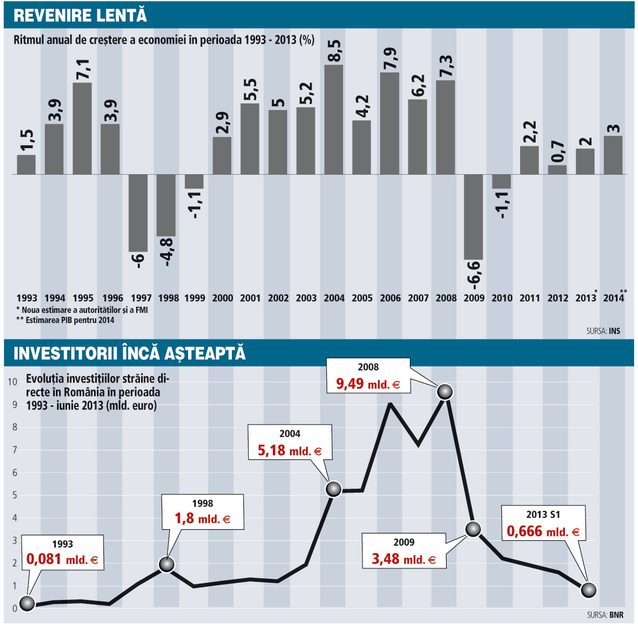 REVENIRE LENTĂ
Ritmul anual de creștere a economiei în perioada 1993 - 2013 (%)
1,5 3,9 7,1 3,9 -6 -4,8 -1,1 2,9 5,5 5 5,2 8,5 4,2 7,9 6,2 7,3 -6,6 -1,1 2,2 0,7 2 3
1993 1994 1995 1996 1997 1998 1999 2000 2001 2002 2003 2004 2005 2006 2007 2008 2009 2010 2011 2012 2013* 2014**
* Noua estimare a autorităților și a FMI
** Estimarea PIB pentru 2014
SURSA: INS
INVESTITORII ÎNCĂ AȘTEAPTĂ
Evoluția investițiilor străine di-
recte în România în perioada
1993 - iunie 2013 (mld. euro)
10
9
8
7
6
5
4
3
2
1
0
1993
0,081 mld. €
1998
1,8 mld. €
2004
5,18 mld. €
2008
9,49 mld. €
2009
3,48 mld. €
2013 S1
0,666 mld. €
SURSA: BNR